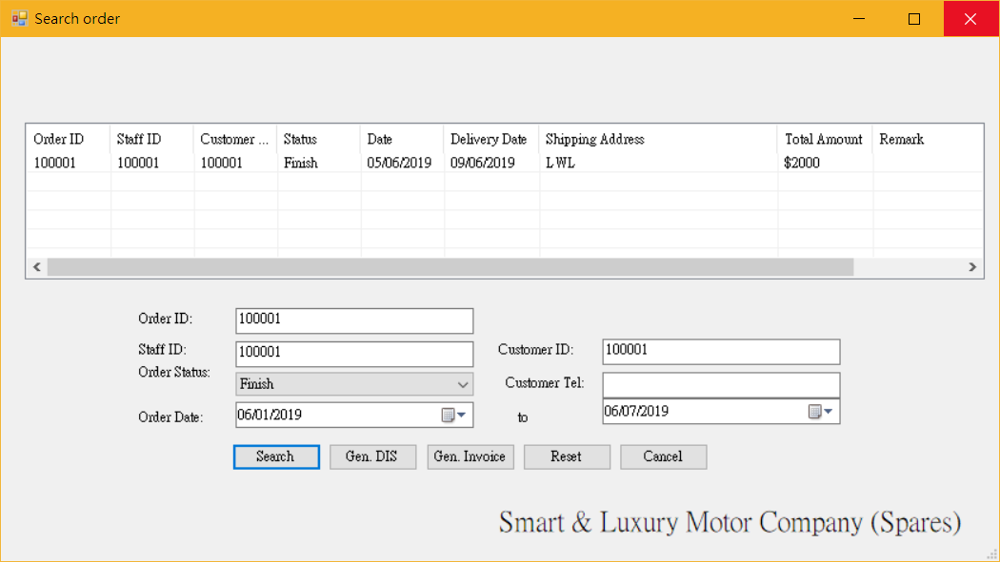 Search order
Order ID Staff ID Customer ... Status Date Delivery Date Shipping Address Total Amount Remark
100001 100001 100001 Finish 05/06/2019 09/06/2019 LWL $2000
Order ID: 100001
Staff ID: 100001 Customer ID: 100001
Order Status: Finish Customer Tel:
Order Date: 06/01/2019 to 06/07/2019
Search Gen. DIS Gen. Invoice Reset Cancel
Smart & Luxury Motor Company (Spares)